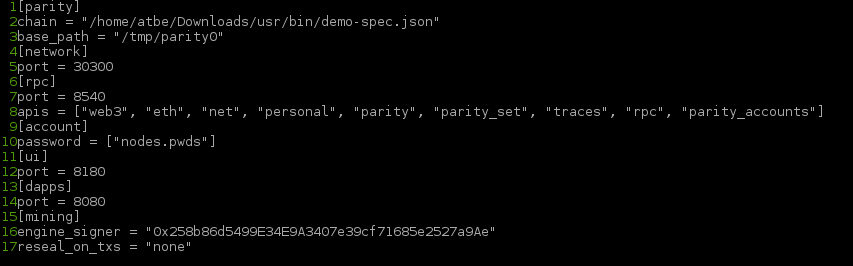 1[parity]
2chain = "/home/atbe/Downloads/usr/bin/demo-spec.json"
3base_path = "/tmp/parity0"
4[network]
5port = 30300
6[rpc]
7port = 8540
8apis = ["web3", "eth", "net", "personal", "parity", "parity_set", "traces", "rpc", "parity_accounts"]
9[account]
10password = ["nodes.pwds"]
11[ui]
12port = 8180
13[dapps]
14port = 8080
15[mining]
16engine_signer = "0x258b86d5499E34E9A3407e39cf71685e2527a9Ae"
17reseal_on_txs = "none"